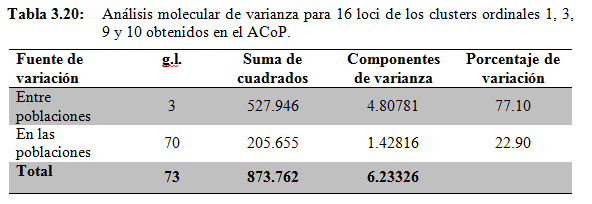 Tabla 3.20: Análisis molecular de varianza para 16 loci de los clusters ordinales 1, 3,
9 y 10 obtenidos en el ACoP.
Fuente de variación g.l. Suma de cuadrados Componentes de varianza Porcentaje de variación
Entre poblaciones 3 527.946 4.80781 77.10
En las poblaciones 70 205.655 1.42816 22.90
Total 73 873.762 6.23326